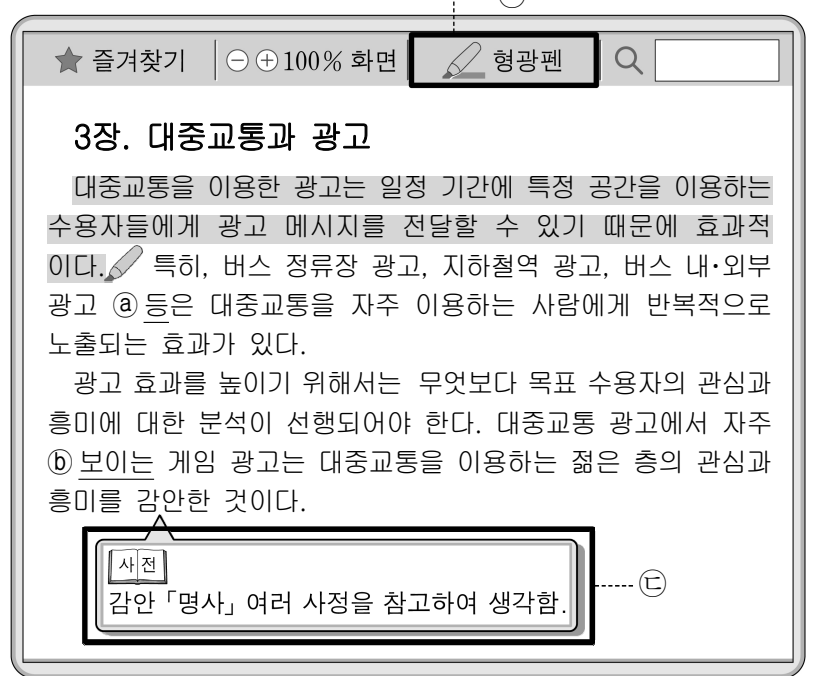 즐겨찾기 ⊖⊕100% 화면 형광펜
3장. 대중교통과 광고
대중교통을 이용한 광고는 일정 기간에 특정 공간을 이용하는
수용자들에게 광고 메시지를 전달할 수 있기 때문에 효과적
이다. 특히, 버스 정류장 광고, 지하철역 광고, 버스 내·외부
광고 ⓐ등은 대중교통을 자주 이용하는 사람에게 반복적으로
노출되는 효과가 있다.
광고 효과를 높이기 위해서는 무엇보다 목표 수용자의 관심과
흥미에 대한 분석이 선행되어야 한다. 대중교통 광고에서 자주
ⓑ보이는 게임 광고는 대중교통을 이용하는 젊은 층의 관심과
흥미를 감안한 것이다.
사전
감안「명사」여러 사정을 참고하여 생각함.
㉢